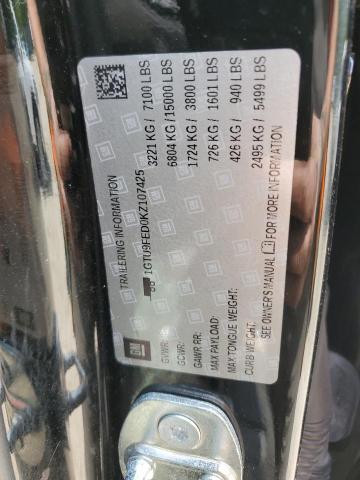 TRAILERING INFORMATION
1GTU9FED0KZ107425
GM
GVWR: 3221 KG / 7100 LBS
GCWR: 6804 KG / 15000 LBS
GAWR RR: 1724 KG / 3800 LBS
MAX PAYLOAD: 726 KG / 1601 LBS
MAX TONGUE WEIGHT: 426 KG / 940 LBS
CURB WEIGHT: 2495 KG / 5499 LBS
SEE OWNER'S MANUAL FOR MORE INFORMATION